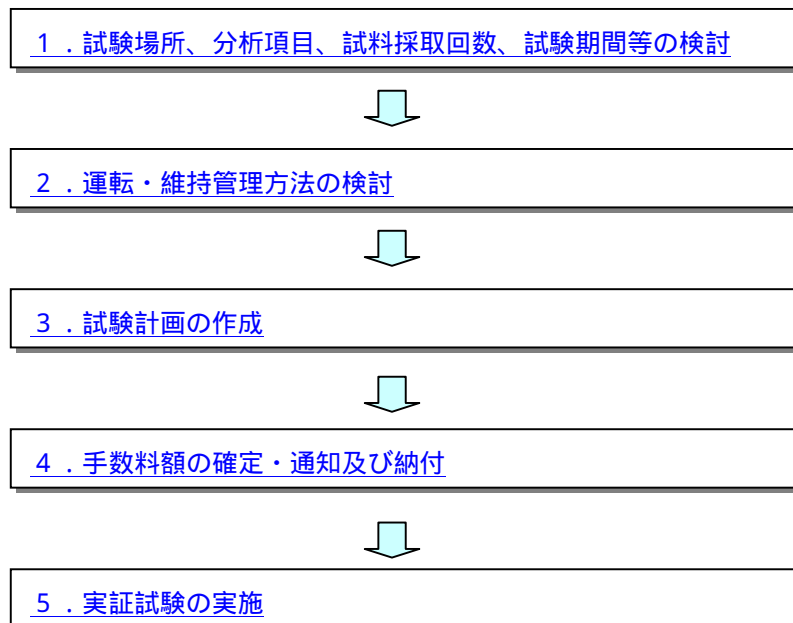 １．試験場所、分析項目、試料採取回数、試験期間等の検討
２．運転・維持管理方法の検討
３．試験計画の作成
４．手数料額の確定・通知及び納付
５．実証試験の実施